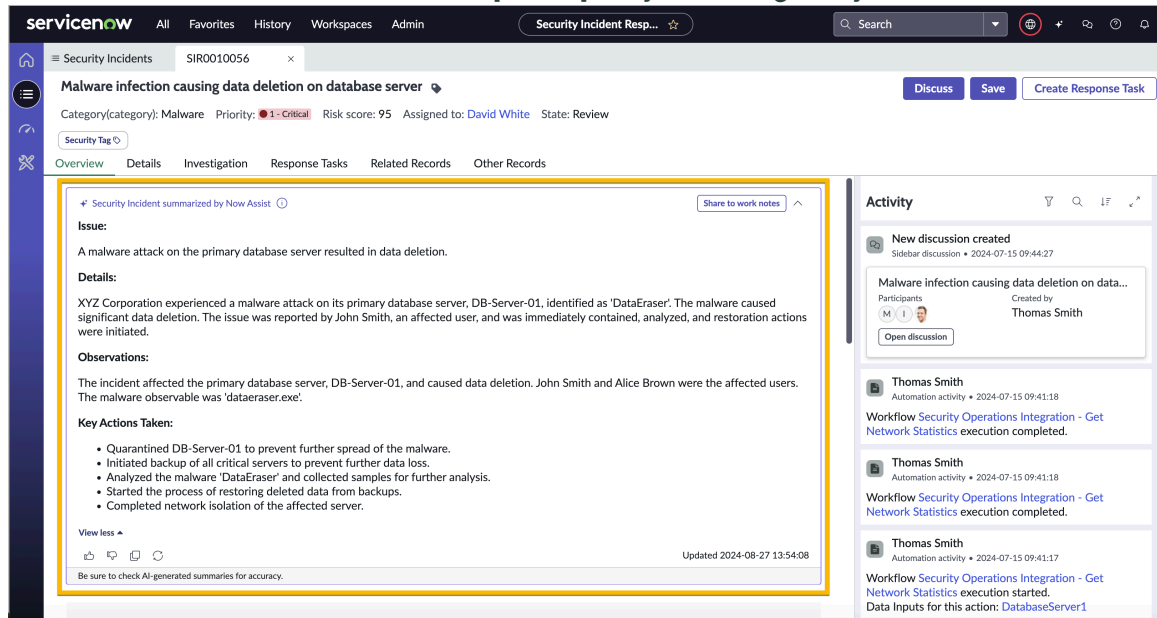 servicenow All Favorites History Workspaces Admin Security Incident Resp... Search
Security Incidents SIR0010056
Malware infection causing data deletion on database server
Discuss Save Create Response Task
Category(category): Malware Priority: 1 - Critical Risk score: 95 Assigned to: David White State: Review
Security Tag
Overview Details Investigation Response Tasks Related Records Other Records
Security Incident summarized by Now Assist
Share to work notes
Issue:
A malware attack on the primary database server resulted in data deletion.
Details:
XYZ Corporation experienced a malware attack on its primary database server, DB-Server-01, identified as 'DataEraser'. The malware caused
significant data deletion. The issue was reported by John Smith, an affected user, and was immediately contained, analyzed, and restoration actions
were initiated.
Observations:
The incident affected the primary database server, DB-Server-01, and caused data deletion. John Smith and Alice Brown were the affected users.
The malware observable was 'dataeraser.exe'.
Key Actions Taken:
• Quarantined DB-Server-01 to prevent further spread of the malware.
• Initiated backup of all critical servers to prevent further data loss.
• Analyzed the malware 'DataEraser' and collected samples for further analysis.
• Started the process of restoring deleted data from backups.
• Completed network isolation of the affected server.
View less
Updated 2024-08-27 13:54:08
Be sure to check AI-generated summaries for accuracy.
Activity
New discussion created
Sidebar discussion • 2024-07-15 09:44:27
Malware infection causing data deletion on data...
Participants Created by
M I Thomas Smith
Open discussion
Thomas Smith
Automation activity • 2024-07-15 09:41:18
Workflow Security Operations Integration - Get
Network Statistics execution completed.
Thomas Smith
Automation activity • 2024-07-15 09:41:18
Workflow Security Operations Integration - Get
Network Statistics execution completed.
Thomas Smith
Automation activity • 2024-07-15 09:41:17
Workflow Security Operations Integration - Get
Network Statistics execution started.
Data Inputs for this action: DatabaseServer1